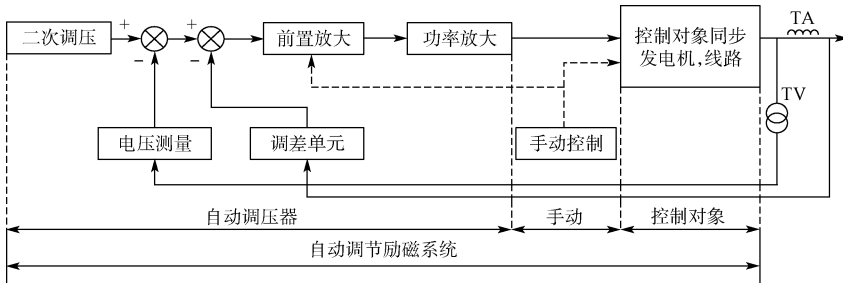 TA
二次调压
+
+
前置放大
功率放大
控制对象同步
发电机,线路
−
−
TV
电压测量
调差单元
手动控制
自动调压器
手动
控制对象
自动调节励磁系统